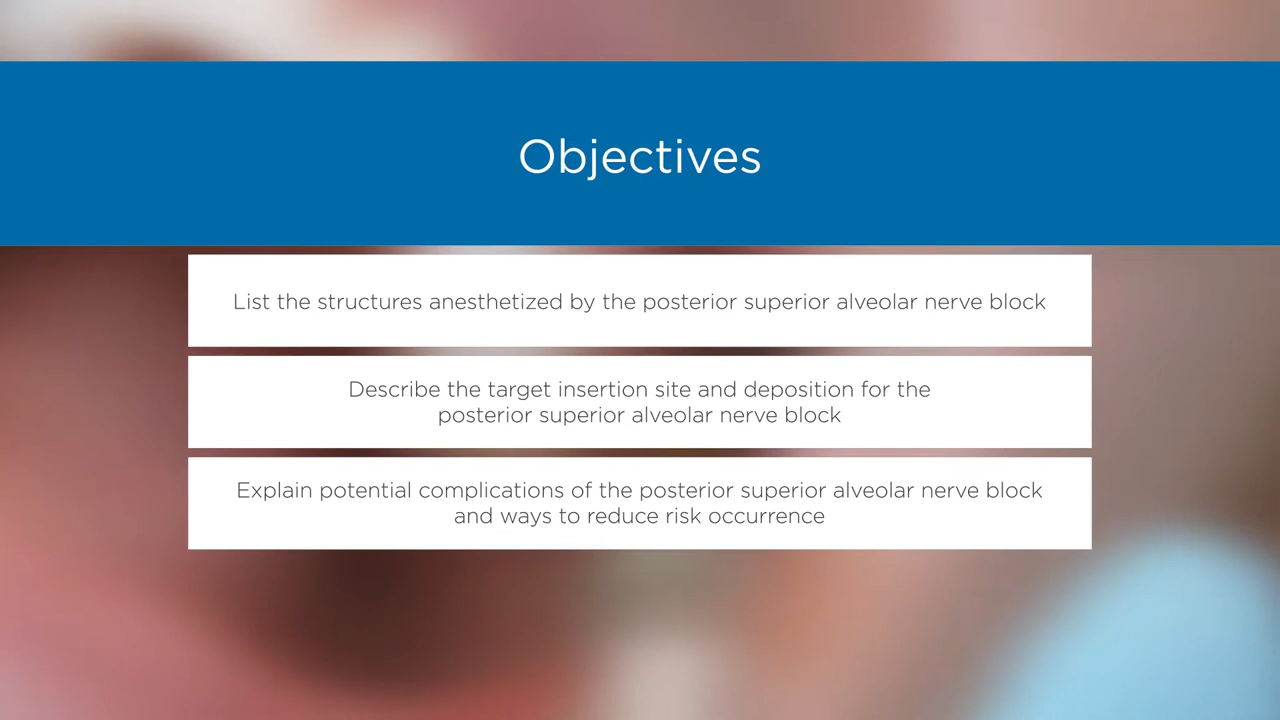 Objectives
List the structures anesthetized by the posterior superior alveolar nerve block
Describe the target insertion site and deposition for the
posterior superior alveolar nerve block
Explain potential complications of the posterior superior alveolar nerve block
and ways to reduce risk occurrence